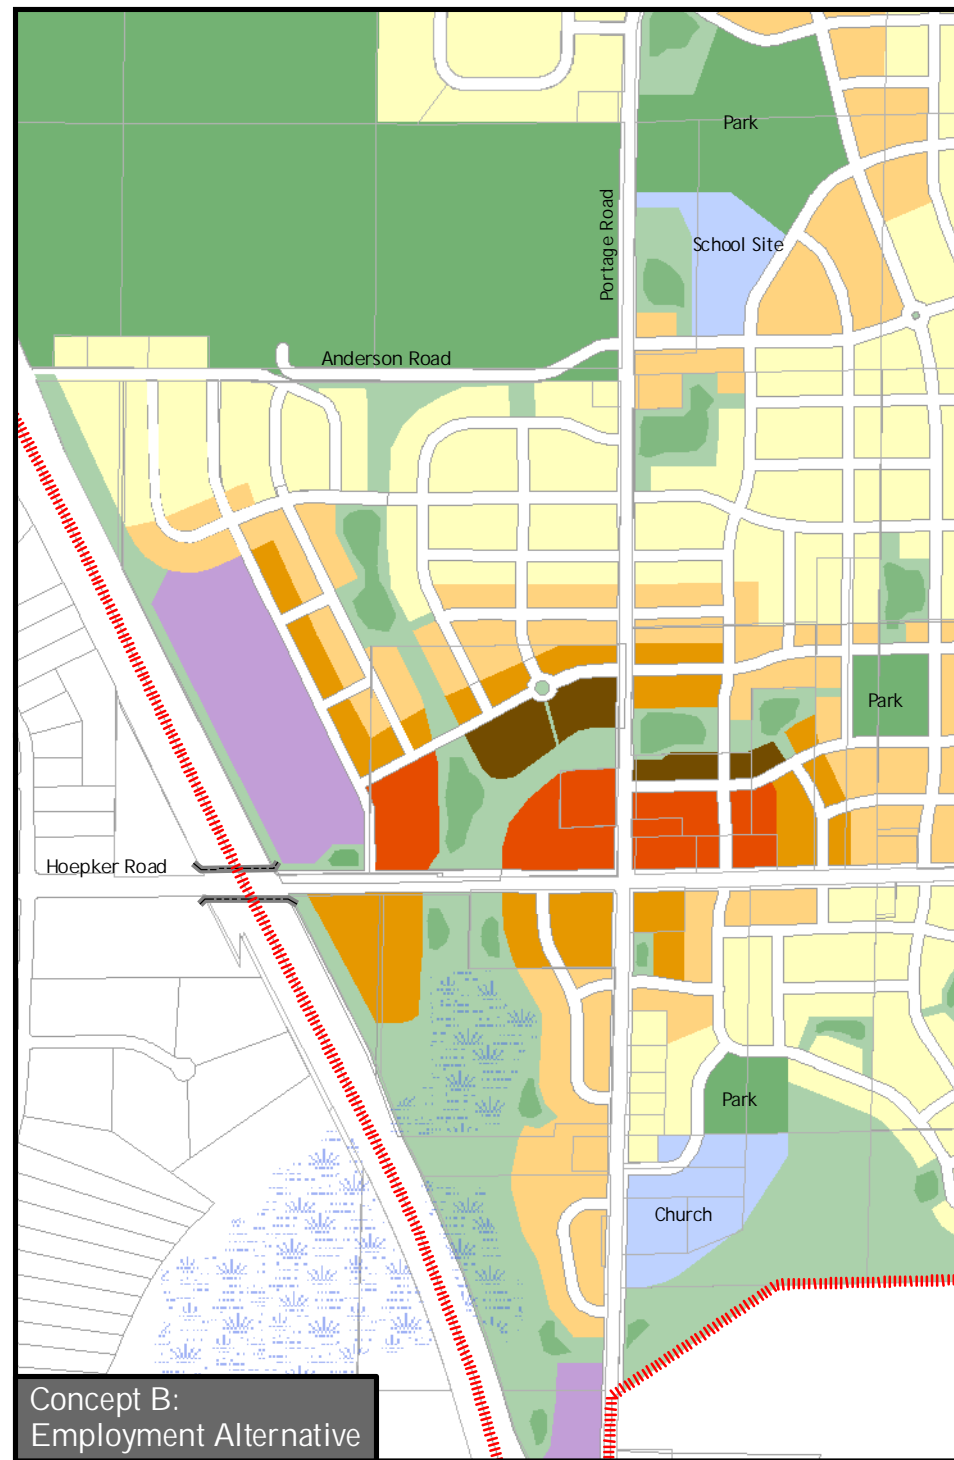 Park
Portage Road
School Site
Anderson Road
Park
Hoepker Road
Park
Church
Concept B:
Employment Alternative